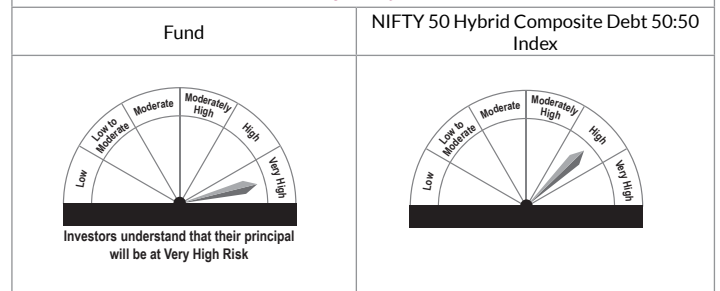 Fund
NIFTY 50 Hybrid Composite Debt 50:50
Index
Low
Low to
Moderate
Moderate
Moderately
High
High
Very High
Investors understand that their principal
will be at Very High Risk
Low
Low to
Moderate
Moderate
Moderately
High
High
Very High